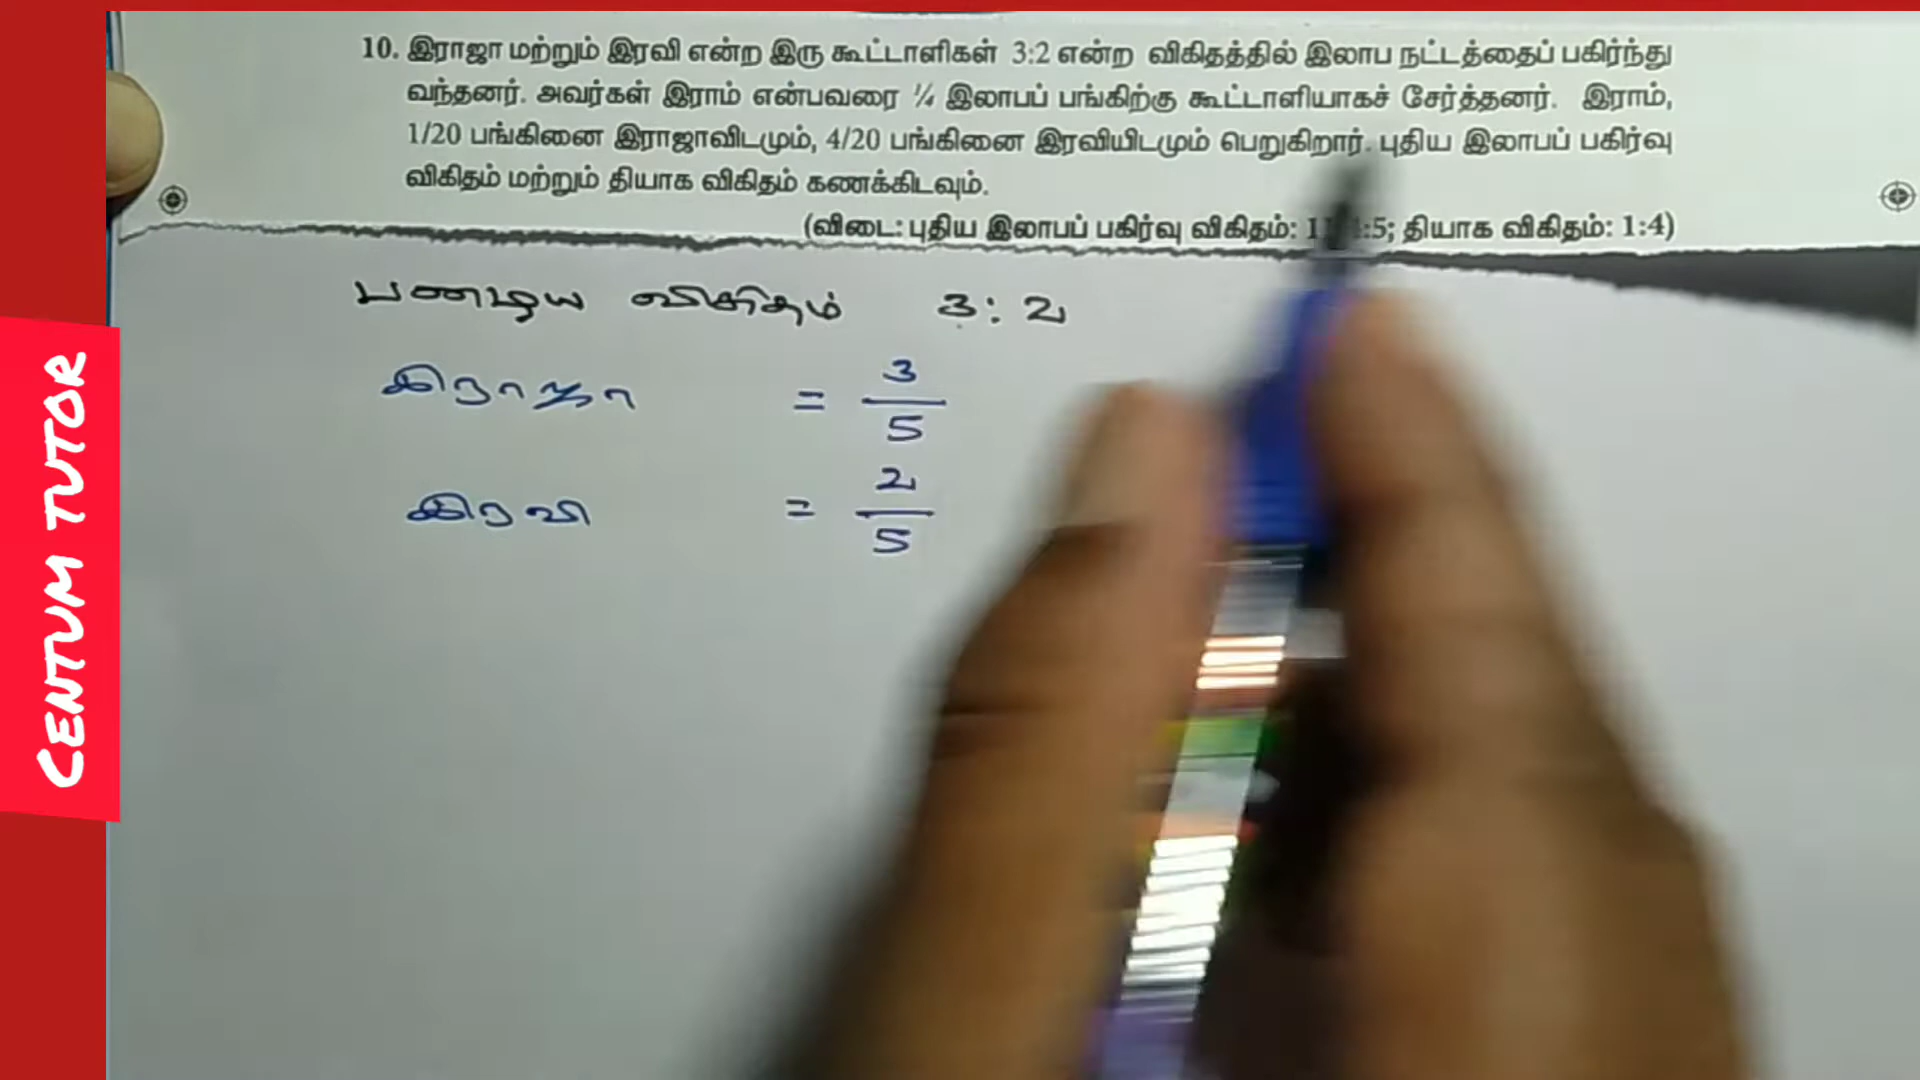 10. இராஜா மற்றும் இரவி என்ற இரு கூட்டாளிகள் 3:2 என்ற விகிதத்தில் இலாப நட்டத்தைப் பகிர்ந்து
வந்தனர். அவர்கள் இராம் என்பவரை ¼ இலாபப் பங்கிற்கு கூட்டாளியாகச் சேர்த்தனர். இராம்,
1/20 பங்கினை இராஜாவிடமும், 4/20 பங்கினை இரவியிடமும் பெறுகிறார். புதிய இலாபப் பகிர்வு
விகிதம் மற்றும் தியாக விகிதம் கணக்கிடவும்.
(விடை: புதிய இலாபப் பகிர்வு விகிதம்: :5; தியாக விகிதம்: 1:4)
பழைய விகிதம் 3:2
இராஜா = 3/5
இரவி = 2/5
CENTUM TUTOR